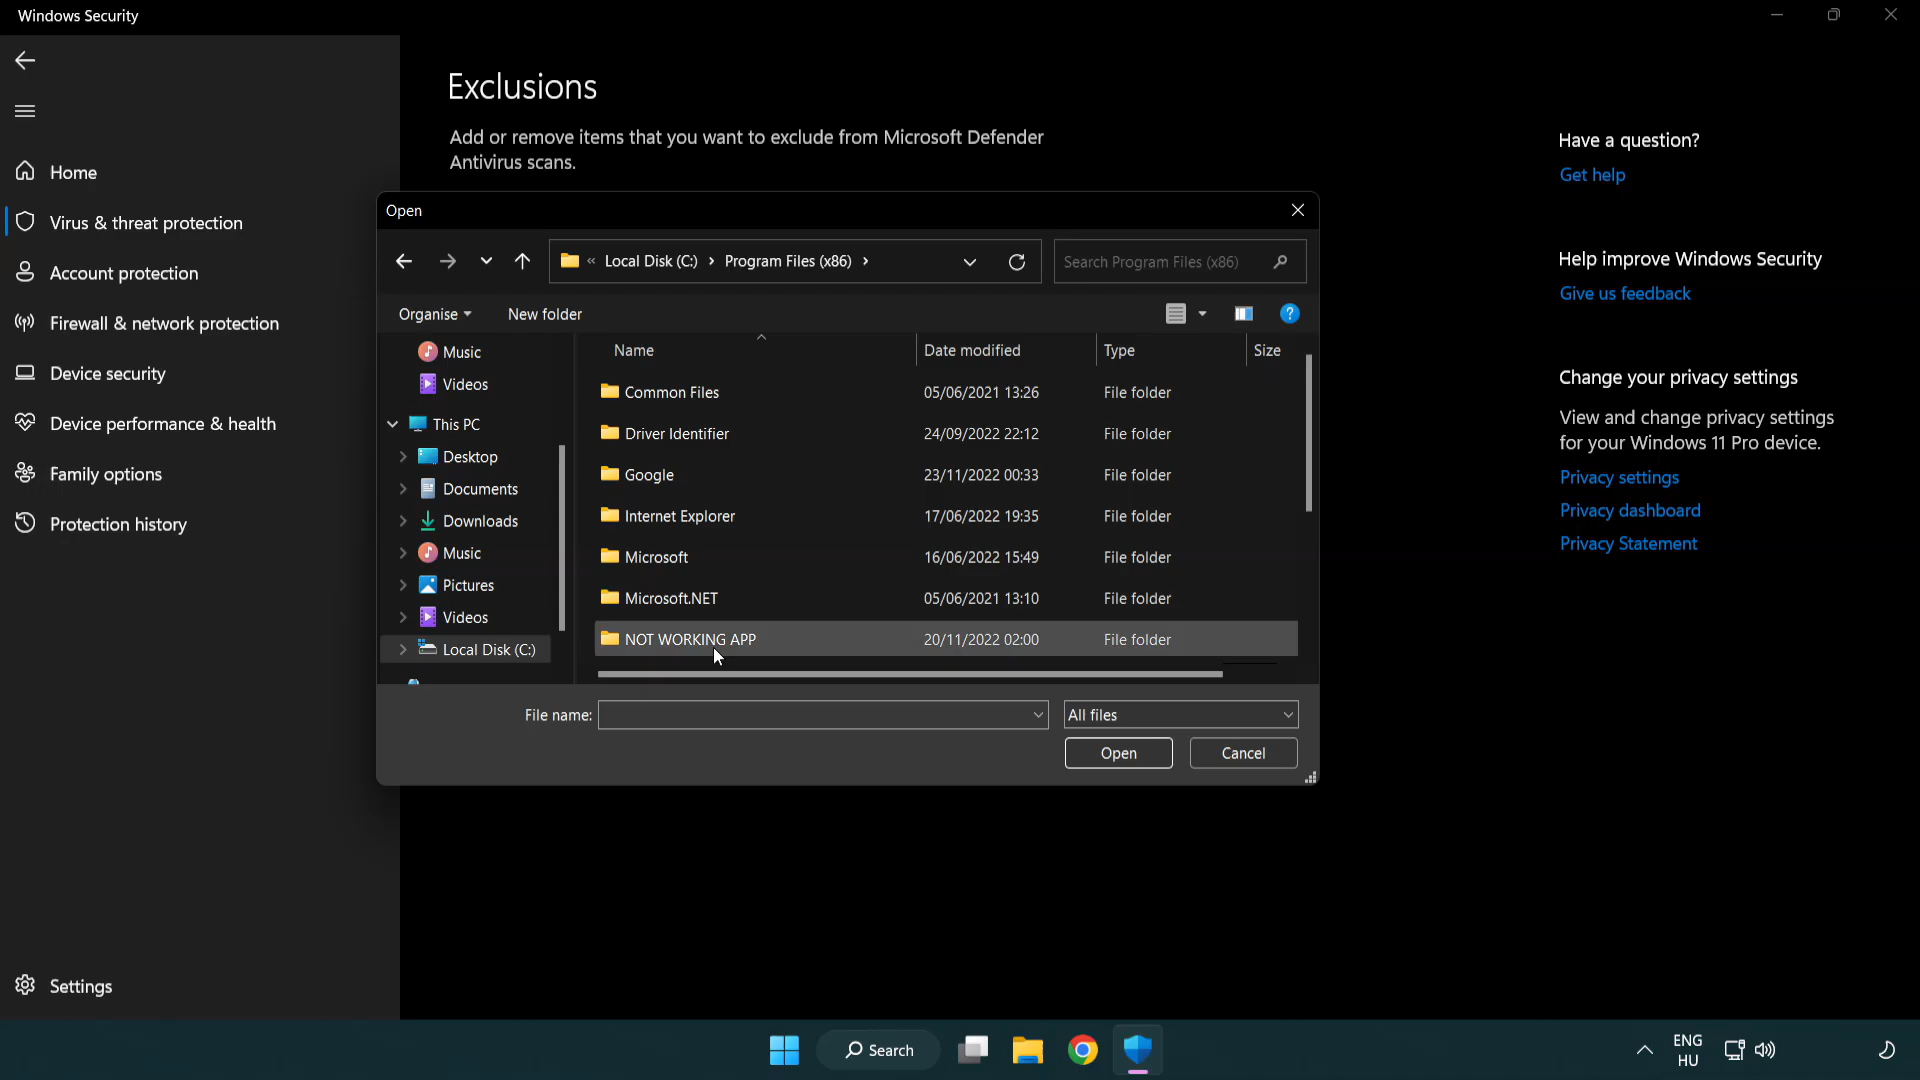 Windows Security
Home
Virus & threat protection
Account protection
Firewall & network protection
Device security
Device performance & health
Family options
Protection history
Settings
Exclusions
Add or remove items that you want to exclude from Microsoft Defender
Antivirus scans.
Open
« Local Disk (C:) › Program Files (x86) ›
Search Program Files (x86)
Organise
New folder
Music
Videos
This PC
Desktop
Documents
Downloads
Music
Pictures
Videos
Local Disk (C:)
Name Date modified Type Size
Common Files 05/06/2021 13:26 File folder
Driver Identifier 24/09/2022 22:12 File folder
Google 23/11/2022 00:33 File folder
Internet Explorer 17/06/2022 19:35 File folder
Microsoft 16/06/2022 15:49 File folder
Microsoft.NET 05/06/2021 13:10 File folder
NOT WORKING APP 20/11/2022 02:00 File folder
File name:
All files
Open
Cancel
Have a question?
Get help
Help improve Windows Security
Give us feedback
Change your privacy settings
View and change privacy settings
for your Windows 11 Pro device.
Privacy settings
Privacy dashboard
Privacy Statement
Search
ENG
HU